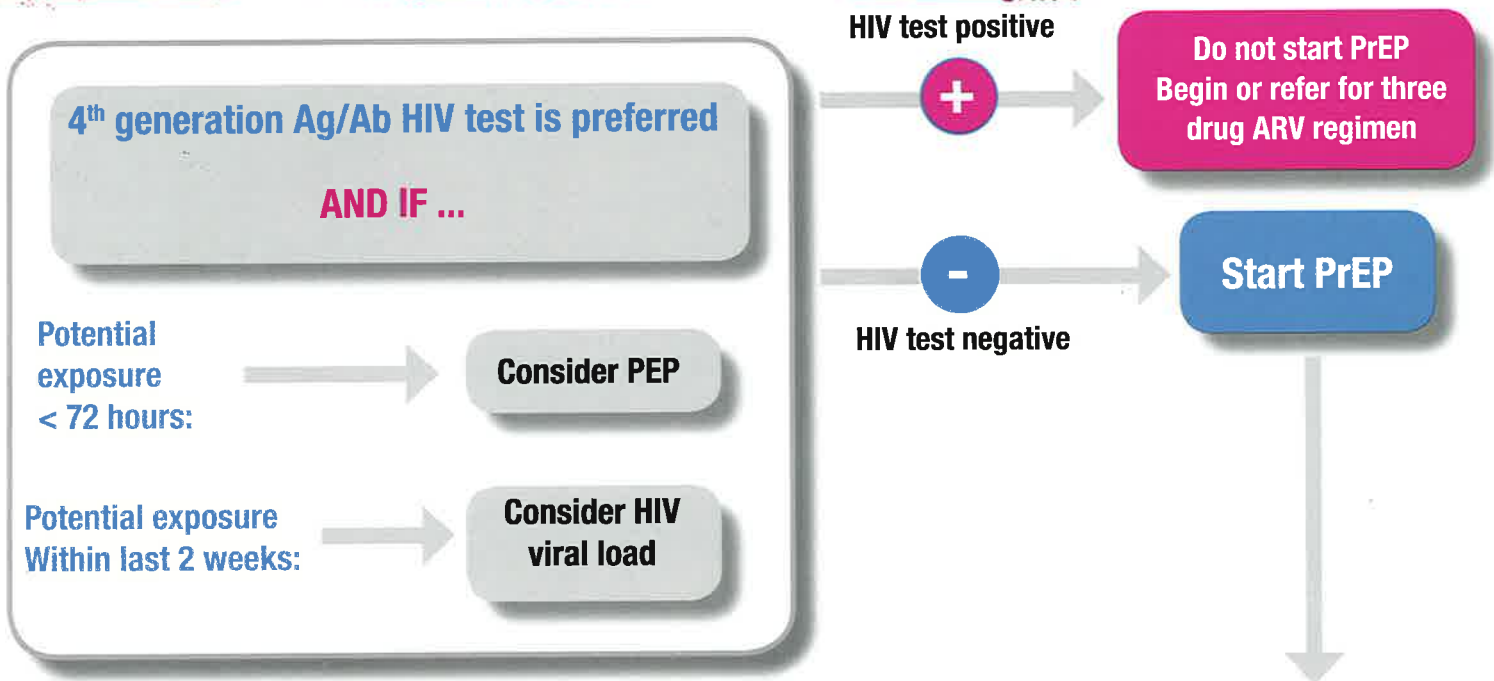 4th generation Ag/Ab HIV test is preferred
AND IF ...
Potential
exposure
< 72 hours:
Consider PEP
Potential exposure
Within last 2 weeks:
Consider HIV
viral load
HIV test positive
+
Do not start PrEP
Begin or refer for three
drug ARV regimen
-
HIV test negative
Start PrEP